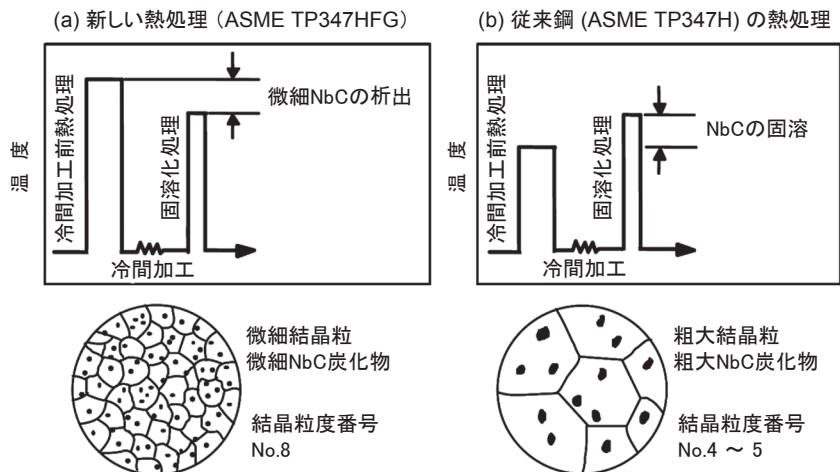 (a) 新しい熱処理（ASME TP347HFG）
温 度
冷間加工前熱処理
固溶化処理
微細NbCの析出
冷間加工
微細結晶粒
微細NbC炭化物
結晶粒度番号
No.8
(b) 従来鋼 (ASME TP347H) の熱処理
温 度
冷間加工前熱処理
固溶化処理
NbCの固溶
冷間加工
粗大結晶粒
粗大NbC炭化物
結晶粒度番号
No.4 ～ 5